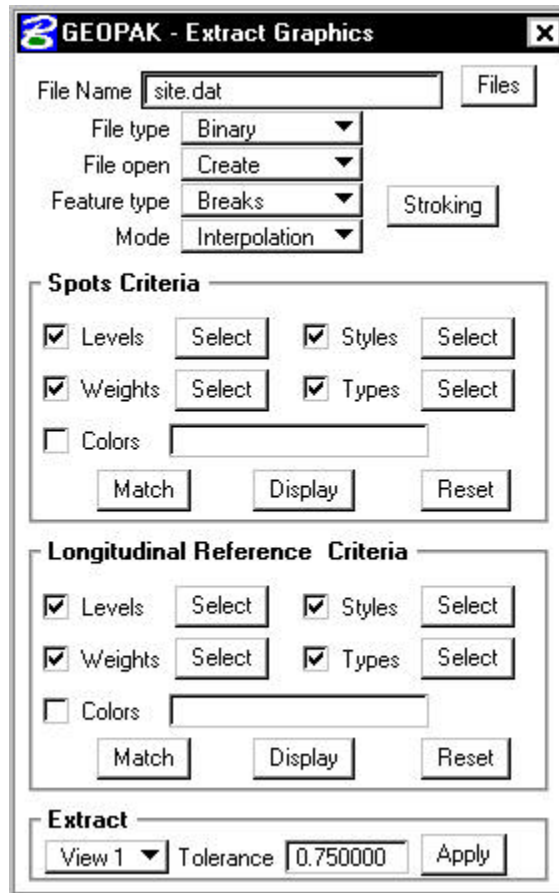 GEOPAK - Extract Graphics
File Name site.dat Files
File type Binary
File open Create
Feature type Breaks Stroking
Mode Interpolation
Spots Criteria
Levels Select Styles Select
Weights Select Types Select
Colors
Match Display Reset
Longitudinal Reference Criteria
Levels Select Styles Select
Weights Select Types Select
Colors
Match Display Reset
Extract
View 1 Tolerance 0.750000 Apply